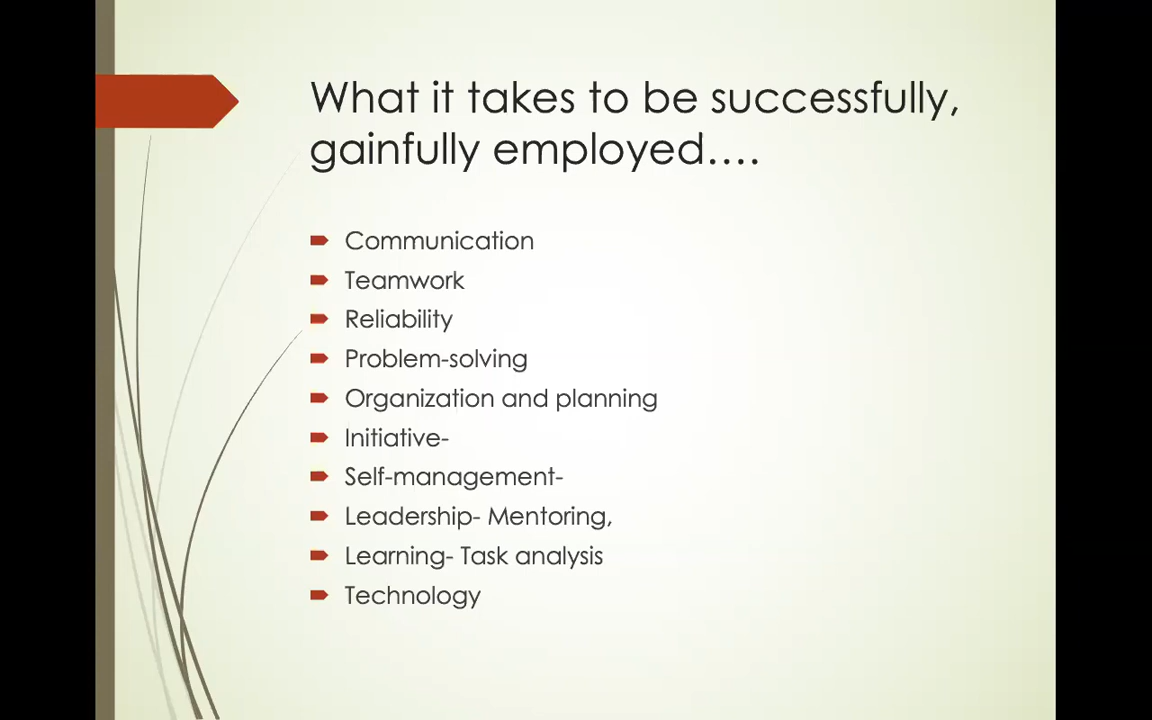 What it takes to be successfully,
gainfully employed....
Communication
Teamwork
Reliability
Problem-solving
Organization and planning
Initiative-
Self-management-
Leadership- Mentoring,
Learning- Task analysis
Technology